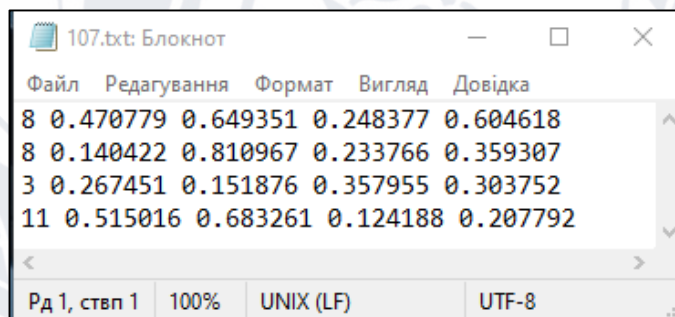 107.txt: Блокнот
Файл Редагування Формат Вигляд Довідка
8 0.470779 0.649351 0.248377 0.604618
8 0.140422 0.810967 0.233766 0.359307
3 0.267451 0.151876 0.357955 0.303752
11 0.515016 0.683261 0.124188 0.207792
Рд 1, ствп 1 100% UNIX (LF) UTF-8